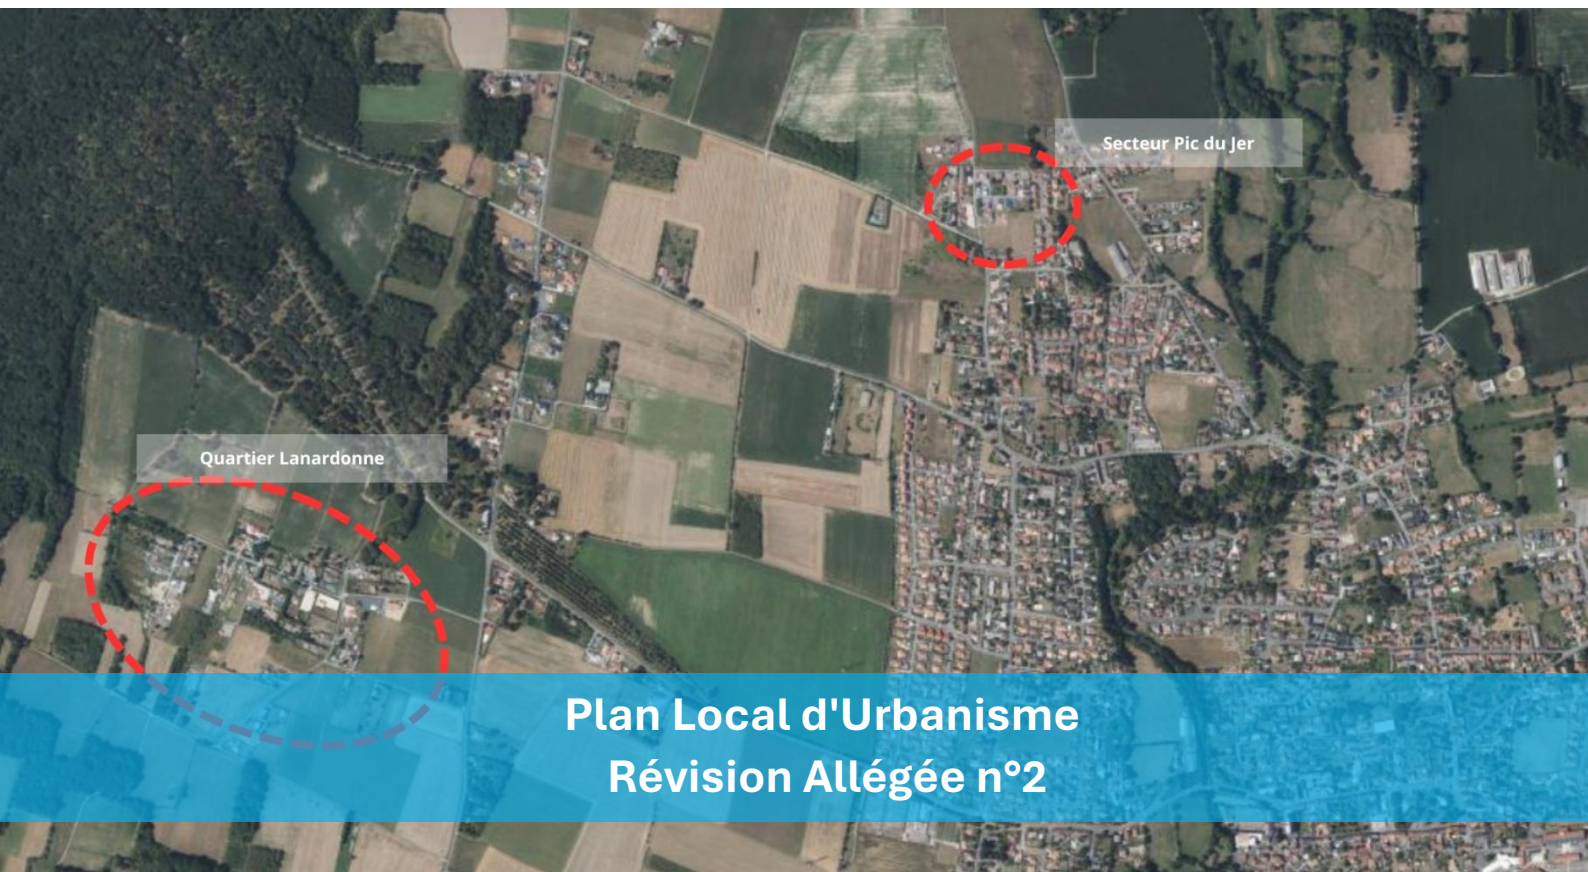 Secteur Pic du Jer
Quartier Lanardonne
Plan Local d'Urbanisme
Révision Allégée n°2